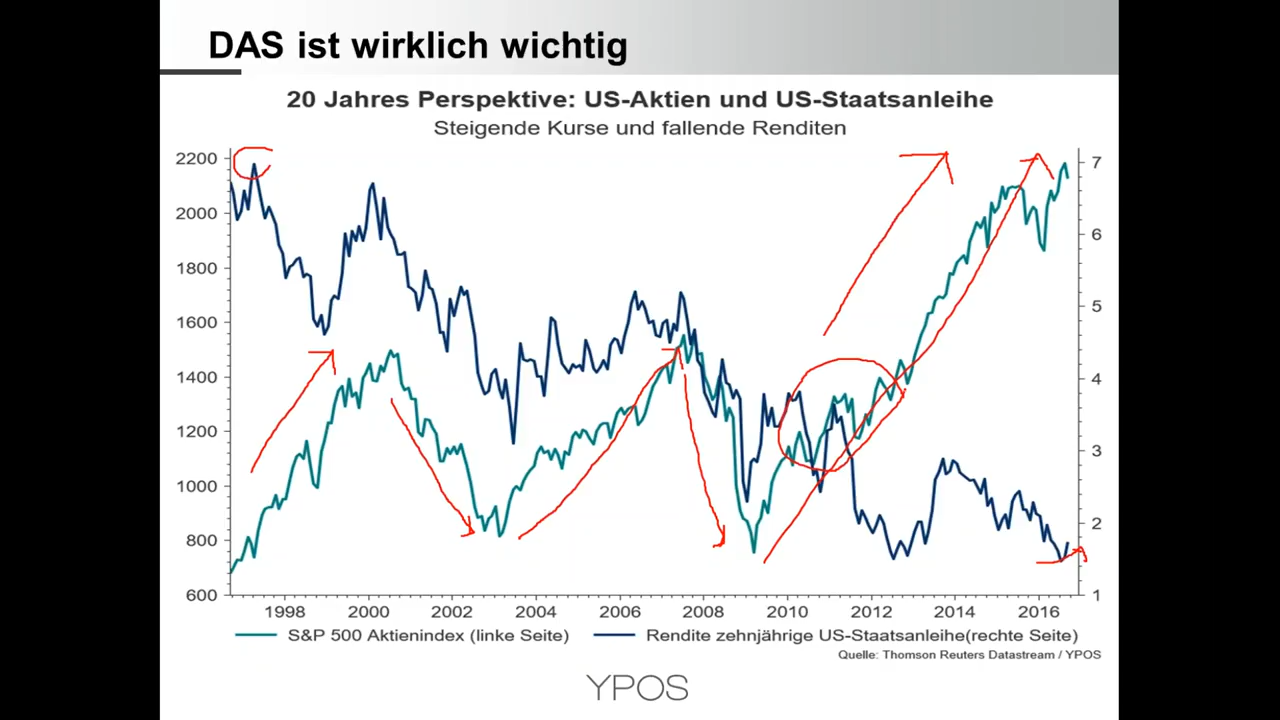 DAS ist wirklich wichtig
20 Jahres Perspektive: US-Aktien und US-Staatsanleihe
Steigende Kurse und fallende Renditen
2200
2000
1800
1600
1400
1200
1000
800
600
7
6
5
4
3
2
1
1998 2000 2002 2004 2006 2008 2010 2012 2014 2016
S&P 500 Aktienindex (linke Seite) Rendite zehnjährige US-Staatsanleihe(rechte Seite)
Quelle: Thomson Reuters Datastream / YPOS
YPOS